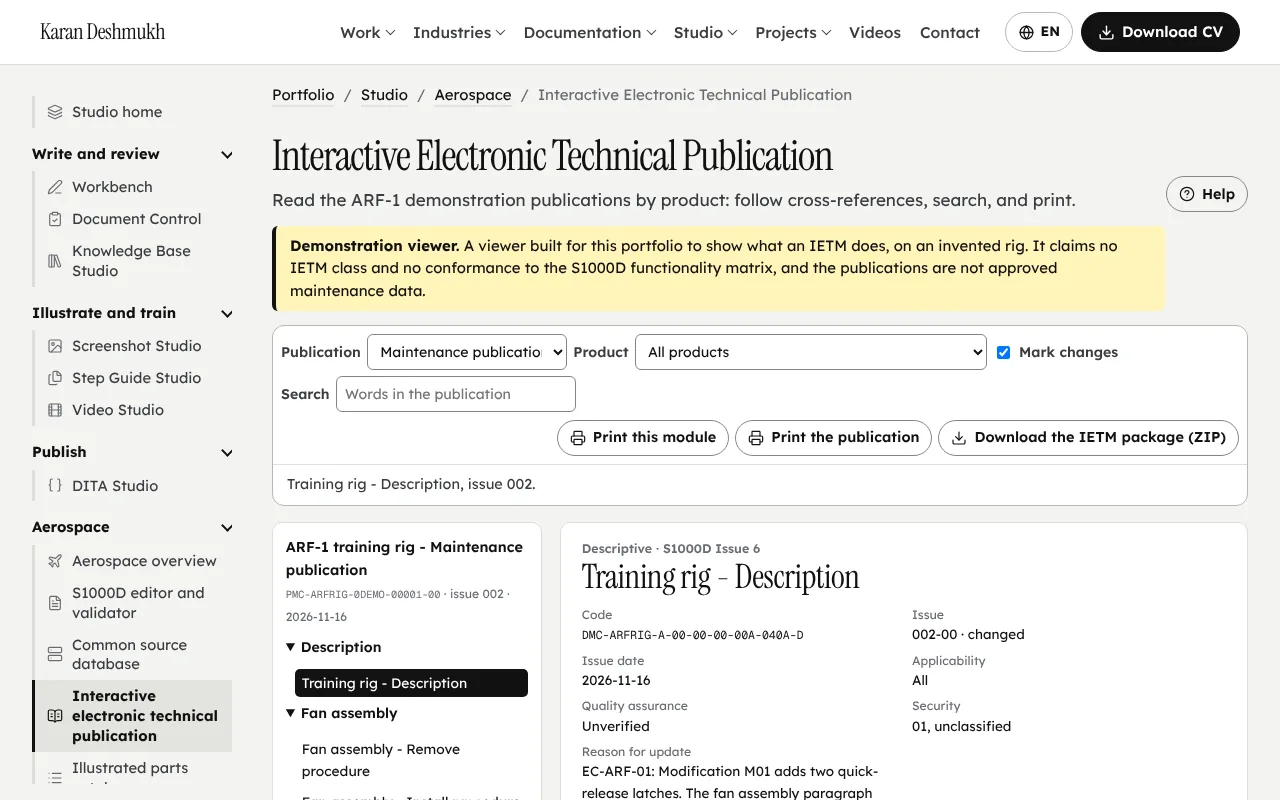 Karan Deshmukh
Work
Industries
Documentation
Studio
Projects
Videos
Contact
EN
Download CV
Studio home
Write and review
Workbench
Document Control
Knowledge Base
Studio
Illustrate and train
Screenshot Studio
Step Guide Studio
Video Studio
Publish
DITA Studio
Aerospace
Aerospace overview
S1000D editor and
validator
Common source
database
Interactive
electronic technical
publication
Illustrated parts
Portfolio / Studio / Aerospace / Interactive Electronic Technical Publication
Interactive Electronic Technical Publication
Read the ARF-1 demonstration publications by product: follow cross-references, search, and print.
Help
Demonstration viewer. A viewer built for this portfolio to show what an IETM does, on an invented rig. It claims no
IETM class and no conformance to the S1000D functionality matrix, and the publications are not approved
maintenance data.
Publication
Maintenance publication
Product
All products
Mark changes
Search
Words in the publication
Print this module
Print the publication
Download the IETM package (ZIP)
Training rig - Description, issue 002.
ARF-1 training rig - Maintenance
publication
PMC-ARFRIG-0DEMO-00001-00 · issue 002 ·
2026-11-16
Description
Training rig - Description
Fan assembly
Fan assembly - Remove
procedure
Descriptive · S1000D Issue 6
Training rig - Description
Code
DMC-ARFRIG-A-00-00-00-00A-040A-D
Issue
002-00 · changed
Issue date
2026-11-16
Applicability
All
Quality assurance
Unverified
Security
01, unclassified
Reason for update
EC-ARF-01: Modification M01 adds two quick-
release latches. The fan assembly paragraph